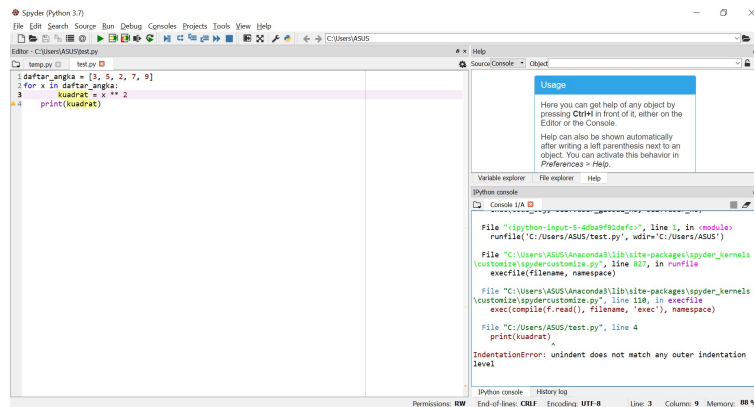 Spyder (Python 3.7)
File Edit Search Source Run Debug Consoles Projects Tools View Help
C:\Users\ASUS
Editor - C:\Users\ASUS\test.py
temp.py
test.py
1 daftar_angka = [3, 5, 2, 7, 9]
2 for x in daftar_angka:
3         kuadrat = x ** 2
4     print(kuadrat)
Help
Source Console Object
Usage
Here you can get help of any object by
pressing Ctrl+I in front of it, either on the
Editor or the Console.
Help can also be shown automatically
after writing a left parenthesis next to an
object. You can activate this behavior in
Preferences > Help.
Variable explorer File explorer Help
IPython console
Console 1/A
File "<ipython-input-5-4dba9f91defc>", line 1, in <module>
runfile('C:/Users/ASUS/test.py', wdir='C:/Users/ASUS')
File "C:\Users\ASUS\Anaconda3\lib\site-packages\spyder_kernels
\customize\spydercustomize.py", line 827, in runfile
execfile(filename, namespace)
File "C:\Users\ASUS\Anaconda3\lib\site-packages\spyder_kernels
\customize\spydercustomize.py", line 110, in execfile
exec(compile(f.read(), filename, 'exec'), namespace)
File "C:/Users/ASUS/test.py", line 4
print(kuadrat)
^
IndentationError: unindent does not match any outer indentation
level
IPython console History log
Permissions: RW End-of-lines: CRLF Encoding: UTF-8 Line: 3 Column: 9 Memory: 88 %